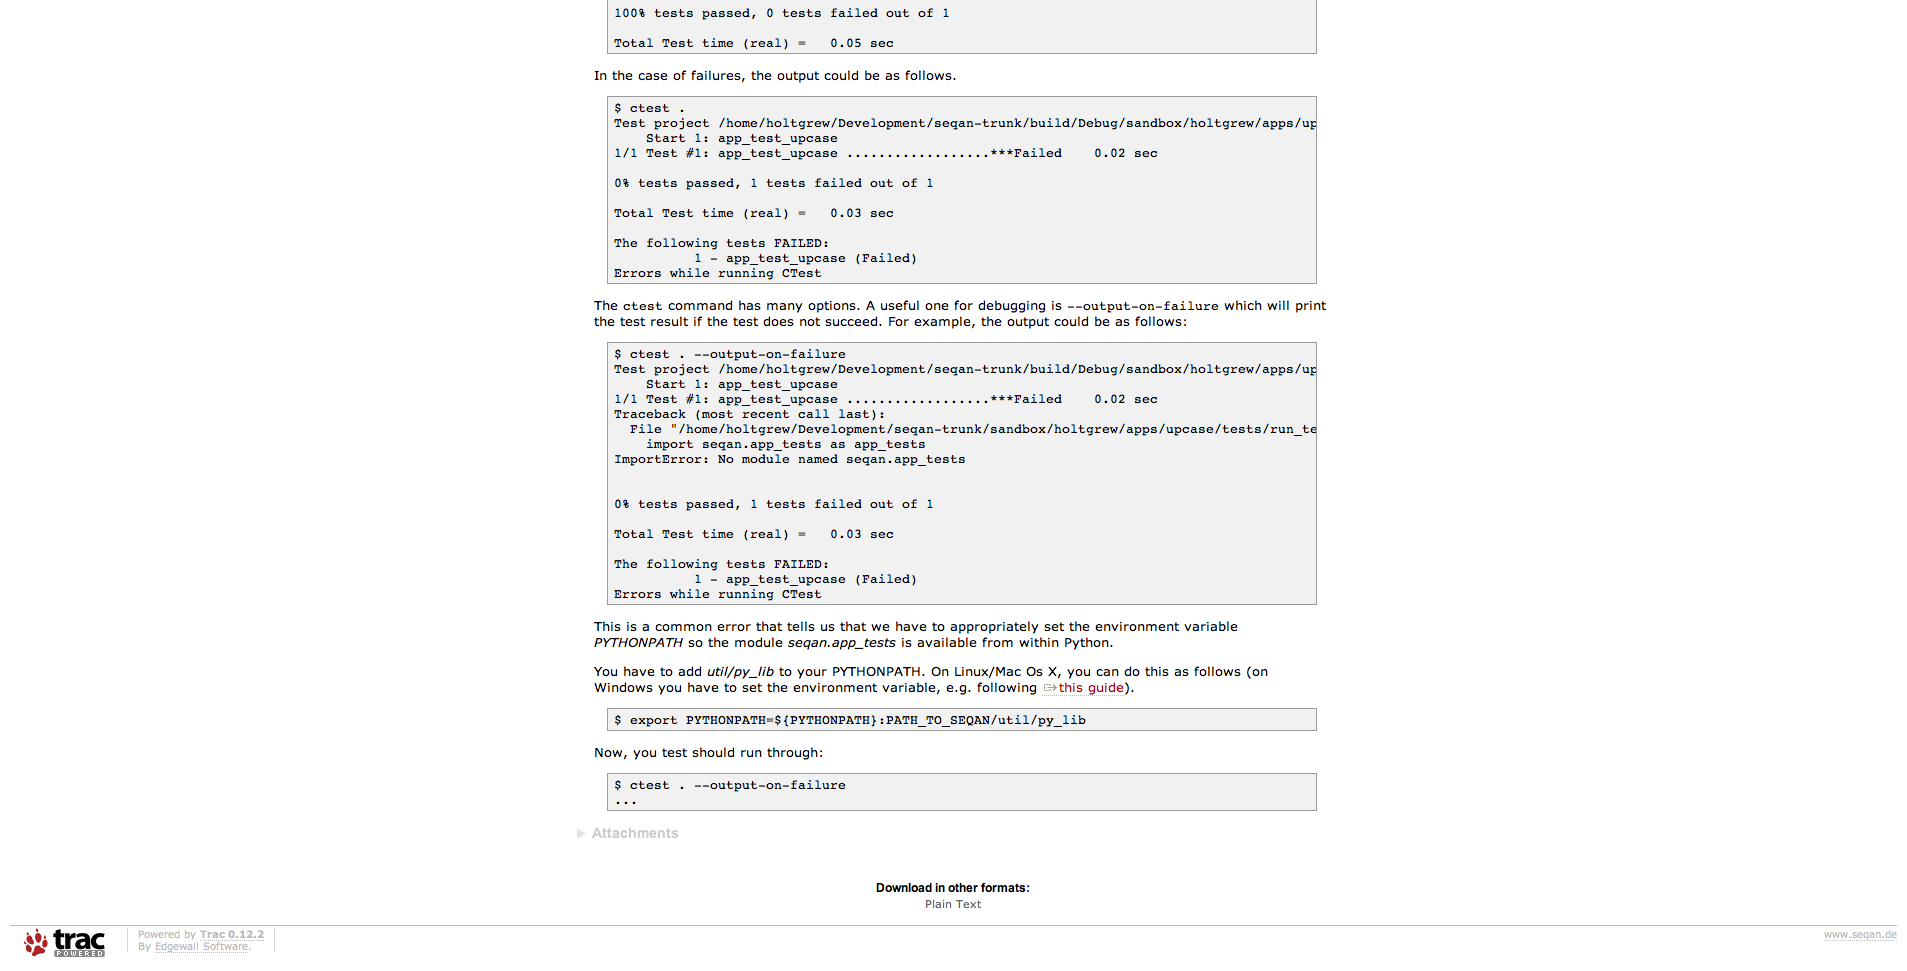 100% tests passed, 0 tests failed out of 1
Total Test time (real) =   0.05 sec
In the case of failures, the output could be as follows.
$ ctest .
Test project /home/holtgrew/Development/seqan-trunk/build/Debug/sandbox/holtgrew/apps/up
    Start 1: app_test_upcase
1/1 Test #1: app_test_upcase ..................***Failed    0.02 sec
0% tests passed, 1 tests failed out of 1
Total Test time (real) =   0.03 sec
The following tests FAILED:
          1 - app_test_upcase (Failed)
Errors while running CTest
The ctest command has many options. A useful one for debugging is --output-on-failure which will print
the test result if the test does not succeed. For example, the output could be as follows:
$ ctest . --output-on-failure
Test project /home/holtgrew/Development/seqan-trunk/build/Debug/sandbox/holtgrew/apps/up
    Start 1: app_test_upcase
1/1 Test #1: app_test_upcase ..................***Failed    0.02 sec
Traceback (most recent call last):
  File "/home/holtgrew/Development/seqan-trunk/sandbox/holtgrew/apps/upcase/tests/run_te
    import seqan.app_tests as app_tests
ImportError: No module named seqan.app_tests
0% tests passed, 1 tests failed out of 1
Total Test time (real) =   0.03 sec
The following tests FAILED:
          1 - app_test_upcase (Failed)
Errors while running CTest
This is a common error that tells us that we have to appropriately set the environment variable
PYTHONPATH so the module seqan.app_tests is available from within Python.
You have to add util/py_lib to your PYTHONPATH. On Linux/Mac Os X, you can do this as follows (on
Windows you have to set the environment variable, e.g. following this guide).
$ export PYTHONPATH=${PYTHONPATH}:PATH_TO_SEQAN/util/py_lib
Now, you test should run through:
$ ctest . --output-on-failure
...
Attachments
Download in other formats:
Plain Text
trac
POWERED
Powered by Trac 0.12.2
By Edgewall Software.
www.seqan.de